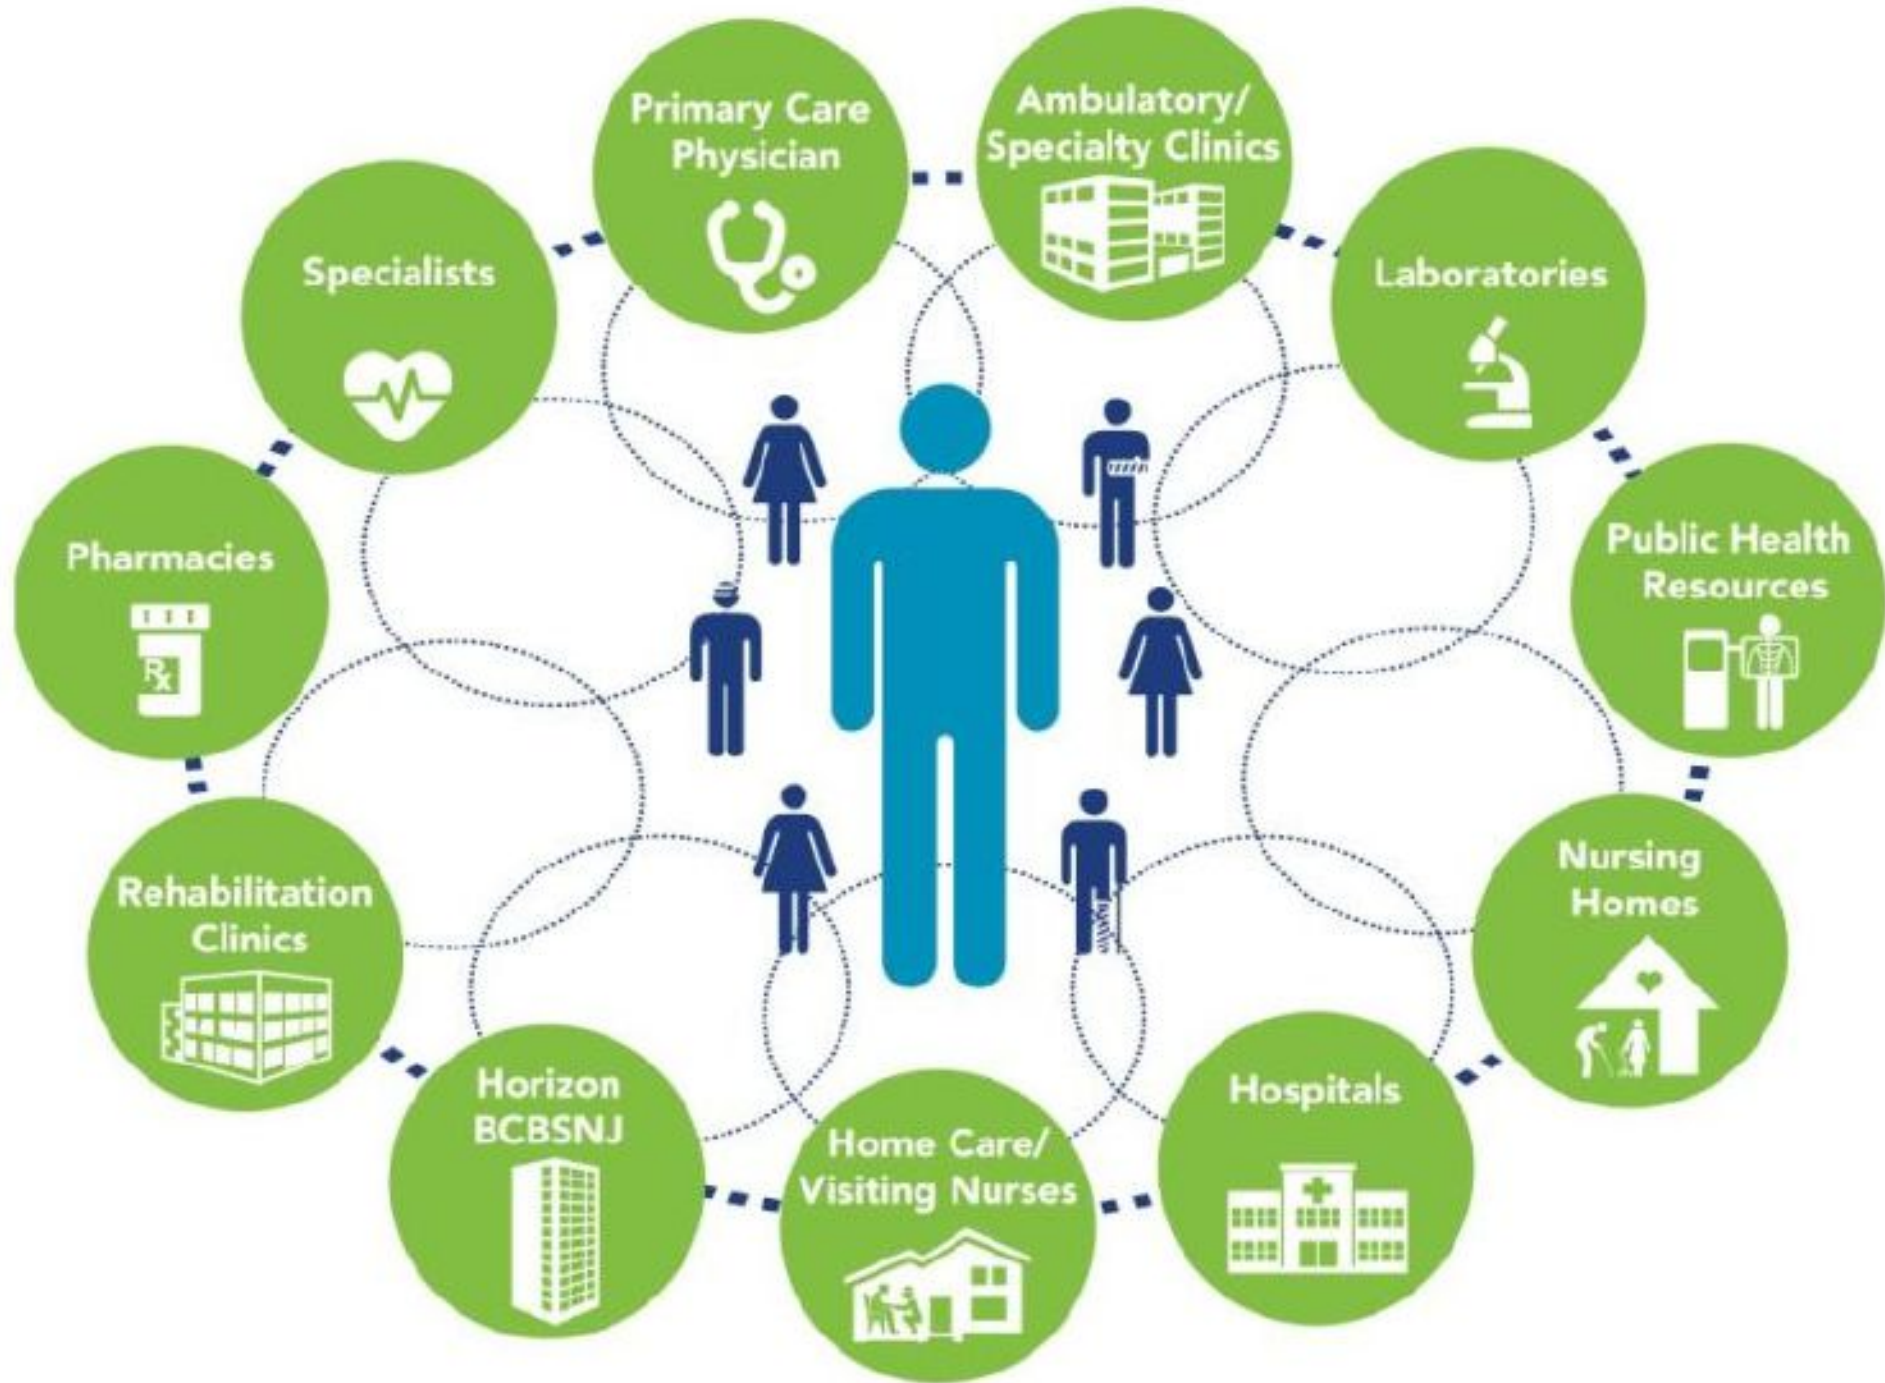 Primary Care
Physician
Ambulatory/
Specialty Clinics
Laboratories
Public Health
Resources
Nursing
Homes
Hospitals
Home Care/
Visiting Nurses
Horizon
BCBSNJ
Rehabilitation
Clinics
Pharmacies
Rx
Specialists